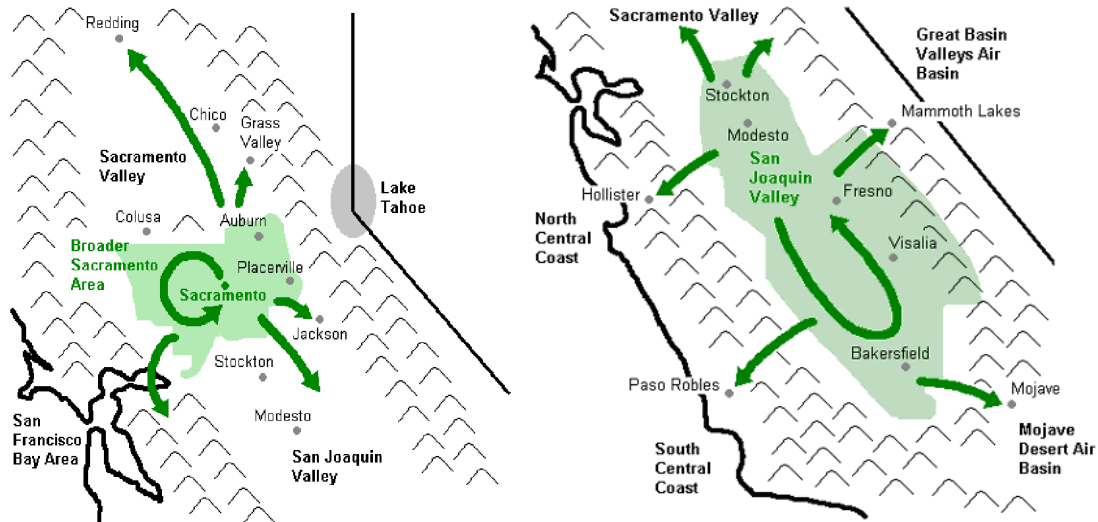 Redding
Chico
Grass
Valley
Sacramento
Valley
Lake
Tahoe
Colusa
Auburn
Broader
Sacramento
Area
Placerville
Sacramento
Jackson
Stockton
Modesto
San
Francisco
Bay Area
San Joaquin
Valley
Sacramento Valley
Great Basin
Valleys Air
Basin
Stockton
Mammoth Lakes
Modesto
San
Joaquin
Valley
Hollister
Fresno
North
Central
Coast
Visalia
Bakersfield
Paso Robles
Mojave
South
Central
Coast
Mojave
Desert Air
Basin